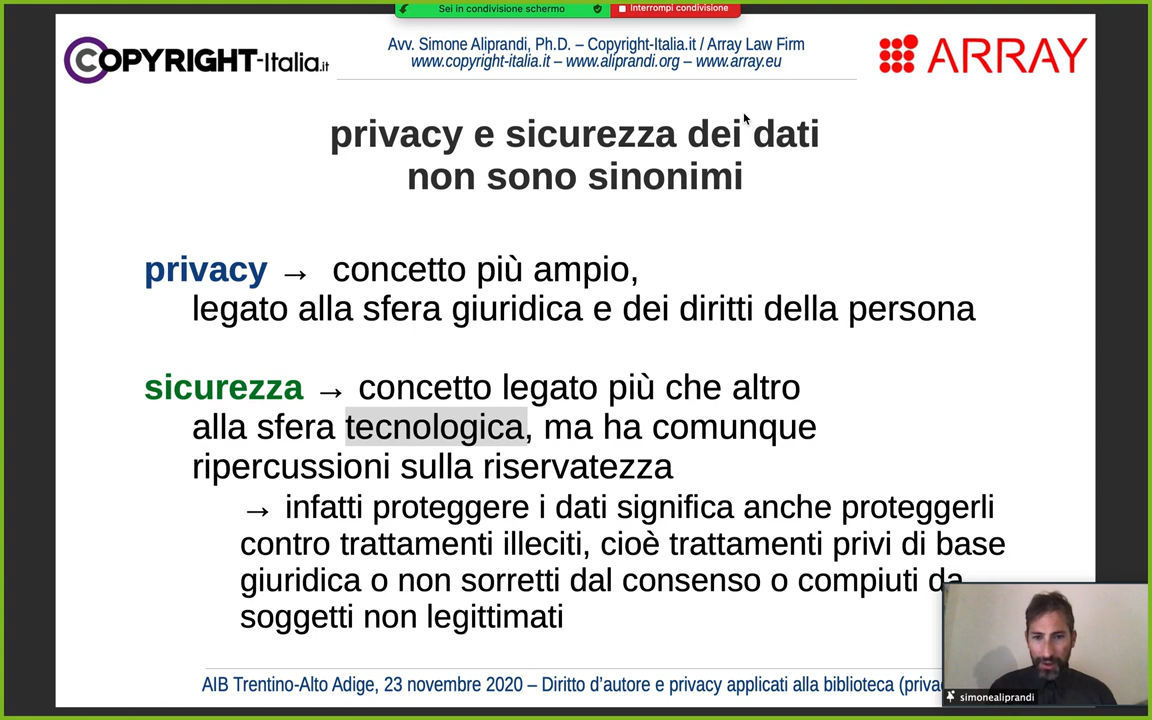 Sei in condivisione schermo
Interrompi condivisione
COPYRIGHT-Italia.it
Avv. Simone Aliprandi, Ph.D. – Copyright-Italia.it / Array Law Firm
www.copyright-italia.it – www.aliprandi.org – www.array.eu
ARRAY
privacy e sicurezza dei dati
non sono sinonimi
privacy → concetto più ampio,
legato alla sfera giuridica e dei diritti della persona
sicurezza → concetto legato più che altro
alla sfera tecnologica, ma ha comunque
ripercussioni sulla riservatezza
→ infatti proteggere i dati significa anche proteggerli
contro trattamenti illeciti, cioè trattamenti privi di base
giuridica o non sorretti dal consenso o compiuti da
soggetti non legittimati
AIB Trentino-Alto Adige, 23 novembre 2020 – Diritto d'autore e privacy applicati alla biblioteca
simonealiprandi